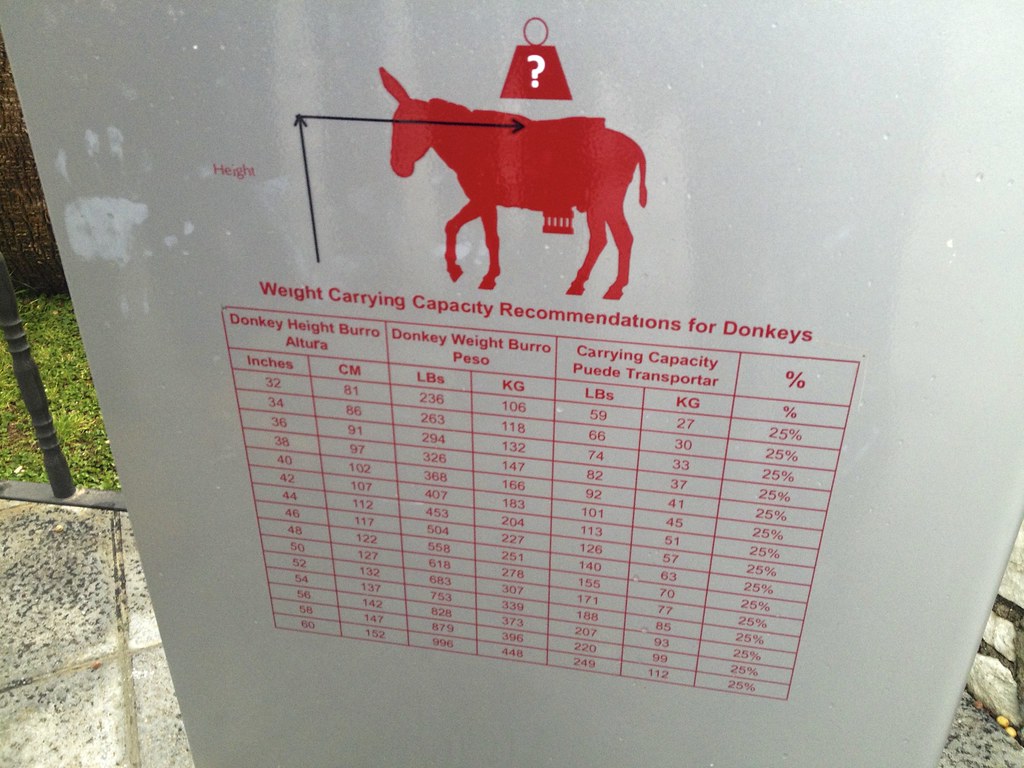 ?
Height
Weight Carrying Capacity Recommendations for Donkeys
Donkey Height Burro Altura Donkey Weight Burro Peso Carrying Capacity Puede Transportar %
Inches CM LBs KG LBs KG %
32 81 236 106 59 27 25%
34 86 263 118 66 30 25%
36 91 294 132 74 33 25%
38 97 326 147 82 37 25%
40 102 368 166 92 41 25%
42 107 407 183 101 45 25%
44 112 453 204 113 51 25%
46 117 504 227 126 57 25%
48 122 558 251 140 63 25%
50 127 618 278 155 70 25%
52 132 683 307 171 77 25%
54 137 753 339 188 85 25%
56 142 828 373 207 93 25%
58 147 879 396 220 99 25%
60 152 996 448 249 112 25%